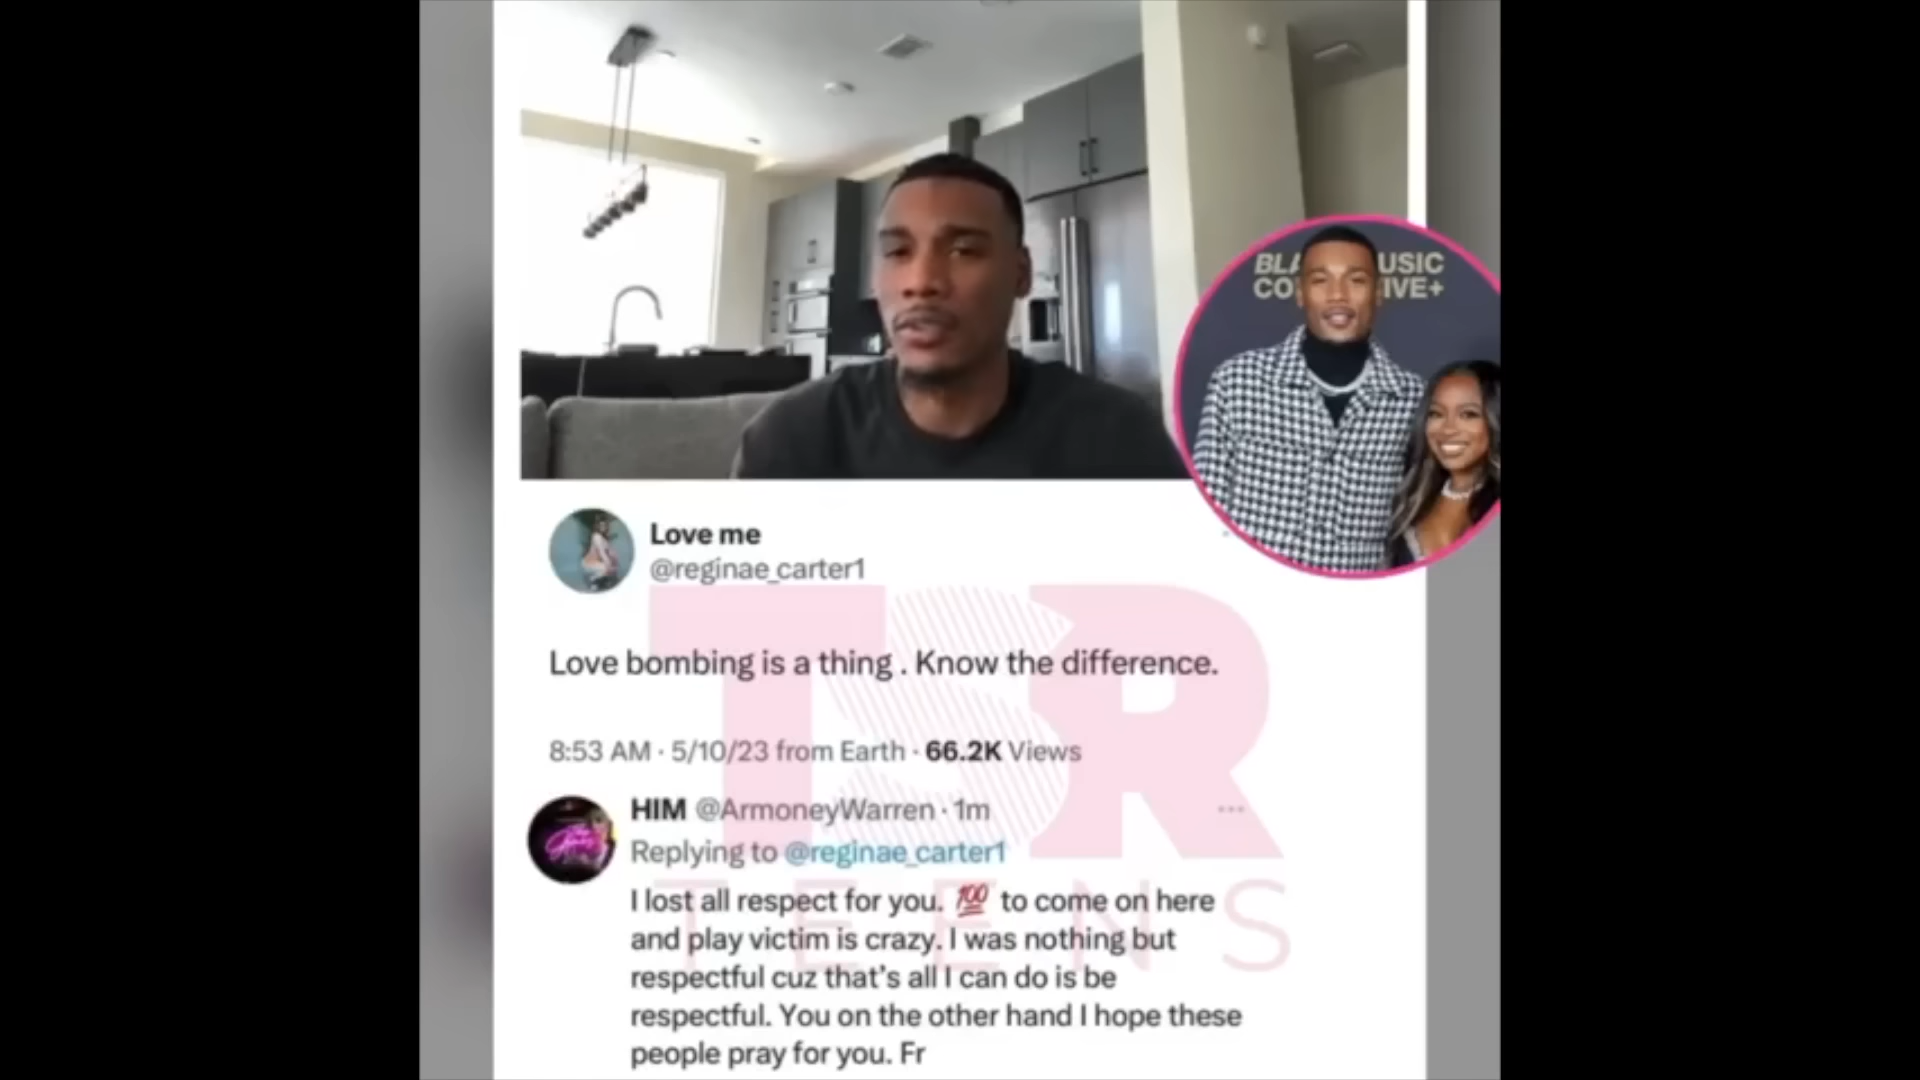 BLA USIC
CO IVE+
Love me
@reginae_carter1
Love bombing is a thing . Know the difference.
8:53 AM · 5/10/23 from Earth · 66.2K Views
HIM @ArmoneyWarren · 1m
Replying to @reginae_carter1
I lost all respect for you. 💯 to come on here
and play victim is crazy. I was nothing but
respectful cuz that's all I can do is be
respectful. You on the other hand I hope these
people pray for you. Fr
TSR
TEENS